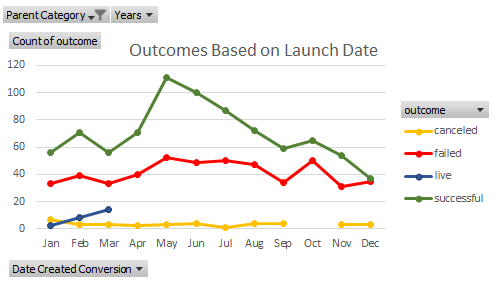 Parent Category Years
Count of outcome
Outcomes Based on Launch Date
120
100
80
60
40
20
0
Jan Feb Mar Apr May Jun Jul Aug Sep Oct Nov Dec
outcome
canceled
failed
live
successful
Date Created Conversion